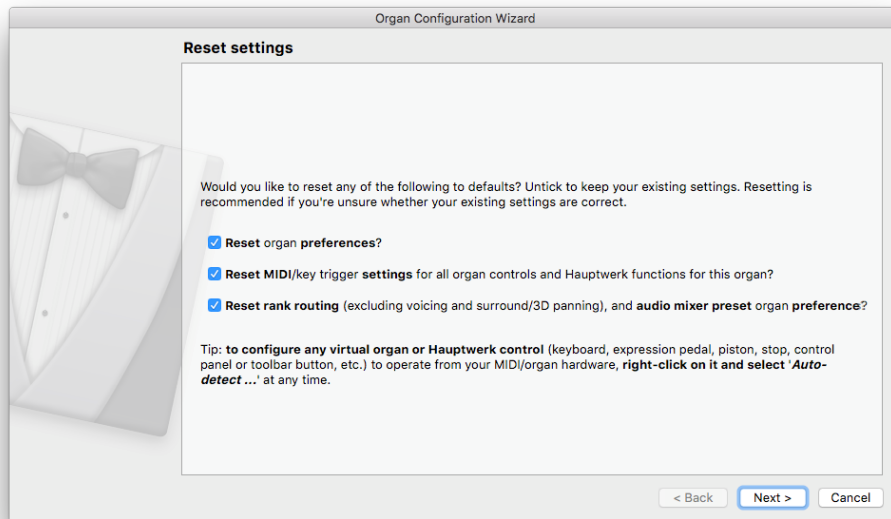 Organ Configuration Wizard
Reset settings
Would you like to reset any of the following to defaults? Untick to keep your existing settings. Resetting is
recommended if you're unsure whether your existing settings are correct.
Reset organ preferences?
Reset MIDI/key trigger settings for all organ controls and Hauptwerk functions for this organ?
Reset rank routing (excluding voicing and surround/3D panning), and audio mixer preset organ preference?
Tip: to configure any virtual organ or Hauptwerk control (keyboard, expression pedal, piston, stop, control
panel or toolbar button, etc.) to operate from your MIDI/organ hardware, right-click on it and select 'Auto-
detect ...' at any time.
< Back Next > Cancel